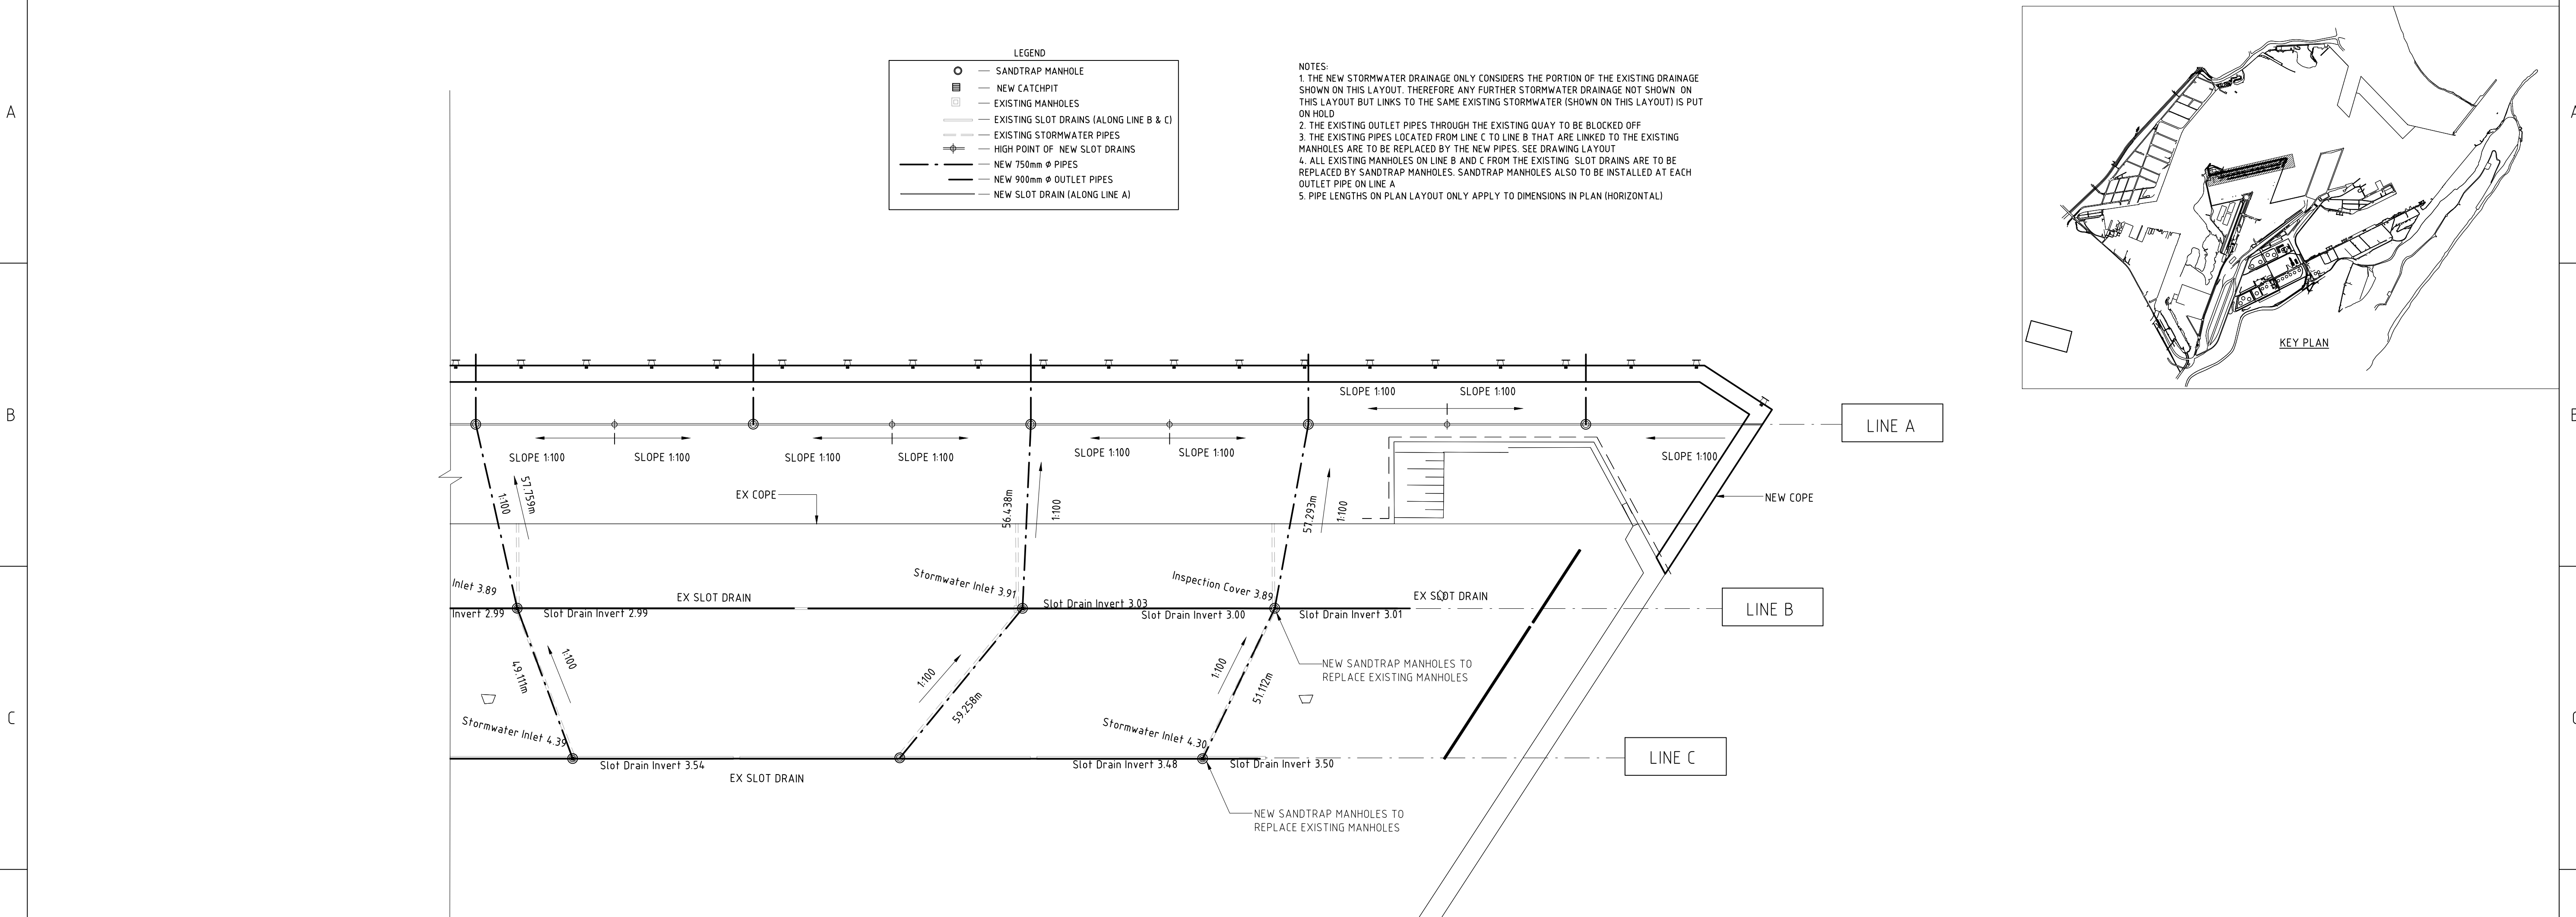 LEGEND
SANDTRAP MANHOLE
NEW CATCHPIT
EXISTING MANHOLES
EXISTING SLOT DRAINS (ALONG LINE B & C)
EXISTING STORMWATER PIPES
HIGH POINT OF NEW SLOT DRAINS
NEW 750mm Ø PIPES
NEW 900mm Ø OUTLET PIPES
NEW SLOT DRAIN (ALONG LINE A)
NOTES:
1. THE NEW STORMWATER DRAINAGE ONLY CONSIDERS THE PORTION OF THE EXISTING DRAINAGE
SHOWN ON THIS LAYOUT. THEREFORE ANY FURTHER STORMWATER DRAINAGE NOT SHOWN ON
THIS LAYOUT BUT LINKS TO THE SAME EXISTING STORMWATER (SHOWN ON THIS LAYOUT) IS PUT
ON HOLD
2. THE EXISTING OUTLET PIPES THROUGH THE EXISTING QUAY TO BE BLOCKED OFF
3. THE EXISTING PIPES LOCATED FROM LINE C TO LINE B THAT ARE LINKED TO THE EXISTING
MANHOLES ARE TO BE REPLACED BY THE NEW PIPES. SEE DRAWING LAYOUT
4. ALL EXISTING MANHOLES ON LINE B AND C FROM THE EXISTING SLOT DRAINS ARE TO BE
REPLACED BY SANDTRAP MANHOLES. SANDTRAP MANHOLES ALSO TO BE INSTALLED AT EACH
OUTLET PIPE ON LINE A
5. PIPE LENGTHS ON PLAN LAYOUT ONLY APPLY TO DIMENSIONS IN PLAN (HORIZONTAL)
KEY PLAN
A
B
C
SLOPE 1:100
SLOPE 1:100
LINE A
SLOPE 1:100
SLOPE 1:100
SLOPE 1:100
SLOPE 1:100
SLOPE 1:100
SLOPE 1:100
SLOPE 1:100
EX COPE
NEW COPE
1:100
57.759m
56.438m
1:100
57.293m
1:100
Inlet 3.89
Stormwater Inlet 3.91
Inspection Cover 3.89
EX SLOT DRAIN
EX SLOT DRAIN
Invert 2.99
Slot Drain Invert 2.99
Slot Drain Invert 3.03
Slot Drain Invert 3.00
Slot Drain Invert 3.01
LINE B
49.111m
1:100
1:100
59.258m
1:100
51.112m
NEW SANDTRAP MANHOLES TO
REPLACE EXISTING MANHOLES
Stormwater Inlet 4.39
Stormwater Inlet 4.30
Slot Drain Invert 3.54
EX SLOT DRAIN
Slot Drain Invert 3.48
Slot Drain Invert 3.50
LINE C
NEW SANDTRAP MANHOLES TO
REPLACE EXISTING MANHOLES